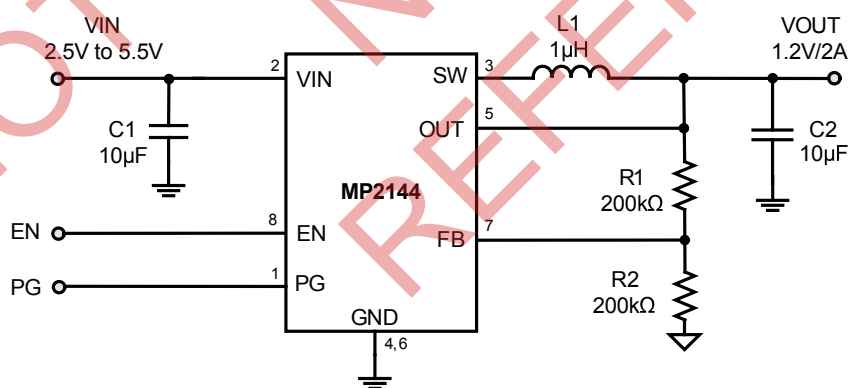 VIN
2.5V to 5.5V
L1
1µH
VOUT
1.2V/2A
2
VIN
SW
3
C1
10µF
OUT
5
C2
10µF
MP2144
R1
200kΩ
EN
8
EN
FB
7
PG
1
PG
R2
200kΩ
GND
4,6